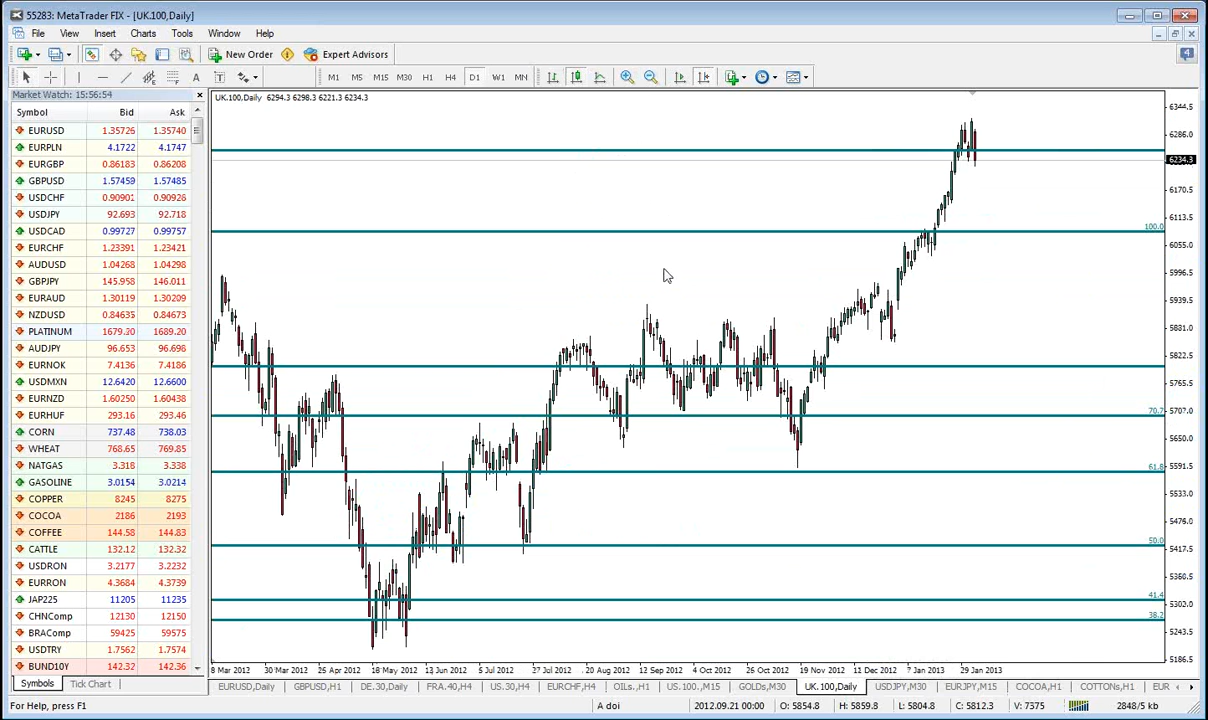 55283: MetaTrader FIX - [UK.100,Daily]
File View Insert Charts Tools Window Help
New Order Expert Advisors
4
A T M1 M5 M15 M30 H1 H4 D1 W1 MN
Market Watch: 15:56:54
Symbol Bid Ask
EURUSD 1.35726 1.35740
EURPLN 4.1722 4.1747
EURGBP 0.86183 0.86208
GBPUSD 1.57459 1.57485
USDCHF 0.90901 0.90926
USDJPY 92.693 92.718
USDCAD 0.99727 0.99757
EURCHF 1.23391 1.23421
AUDUSD 1.04268 1.04298
GBPJPY 145.958 146.011
EURAUD 1.30119 1.30209
NZDUSD 0.84635 0.84673
PLATINUM 1679.20 1689.20
AUDJPY 96.653 96.698
EURNOK 7.4136 7.4186
USDMXN 12.6420 12.6600
EURNZD 1.60250 1.60438
EURHUF 293.16 293.46
CORN 737.48 738.03
WHEAT 768.65 769.85
NATGAS 3.318 3.338
GASOLINE 3.0154 3.0214
COPPER 8245 8275
COCOA 2186 2193
COFFEE 144.58 144.83
CATTLE 132.12 132.32
USDRON 3.2177 3.2232
EURRON 4.3684 4.3739
JAP225 11205 11235
CHNComp 12130 12150
BRAComp 59425 59575
USDTRY 1.7562 1.7574
BUND10Y 142.32 142.36
Symbols Tick Chart
UK.100,Daily 6294.3 6298.3 6221.3 6234.3
100.0
70.7
61.8
50.0
41.4
38.2
6344.5
6286.0
6234.3
6170.5
6113.5
6055.0
5996.5
5939.5
5881.0
5822.5
5765.5
5707.0
5650.0
5591.5
5533.0
5476.0
5417.5
5360.5
5302.0
5243.5
5186.5
8 Mar 2012 30 Mar 2012 25 Apr 2012 18 May 2012 13 Jun 2012 5 Jul 2012 27 Jul 2012 20 Aug 2012 12 Sep 2012 4 Oct 2012 26 Oct 2012 19 Nov 2012 11 Dec 2012 7 Jan 2013 29 Jan 2013
EURUSD,Daily GBPUSD,H1 DE.30,Daily FRA.40,H4 US.30,H4 EURCHF,H4 OILs.,H1 US.100.,M15 GOLDs,M30 UK.100,Daily USDJPY,M30 EURJPY,M15 COCOA,H1 COTTONs,H1 EUR
For Help, press F1 A doi 2012.09.21 00:00 O: 5854.8 H: 5859.8 L: 5804.8 C: 5812.3 V: 7375 2848/5 kb